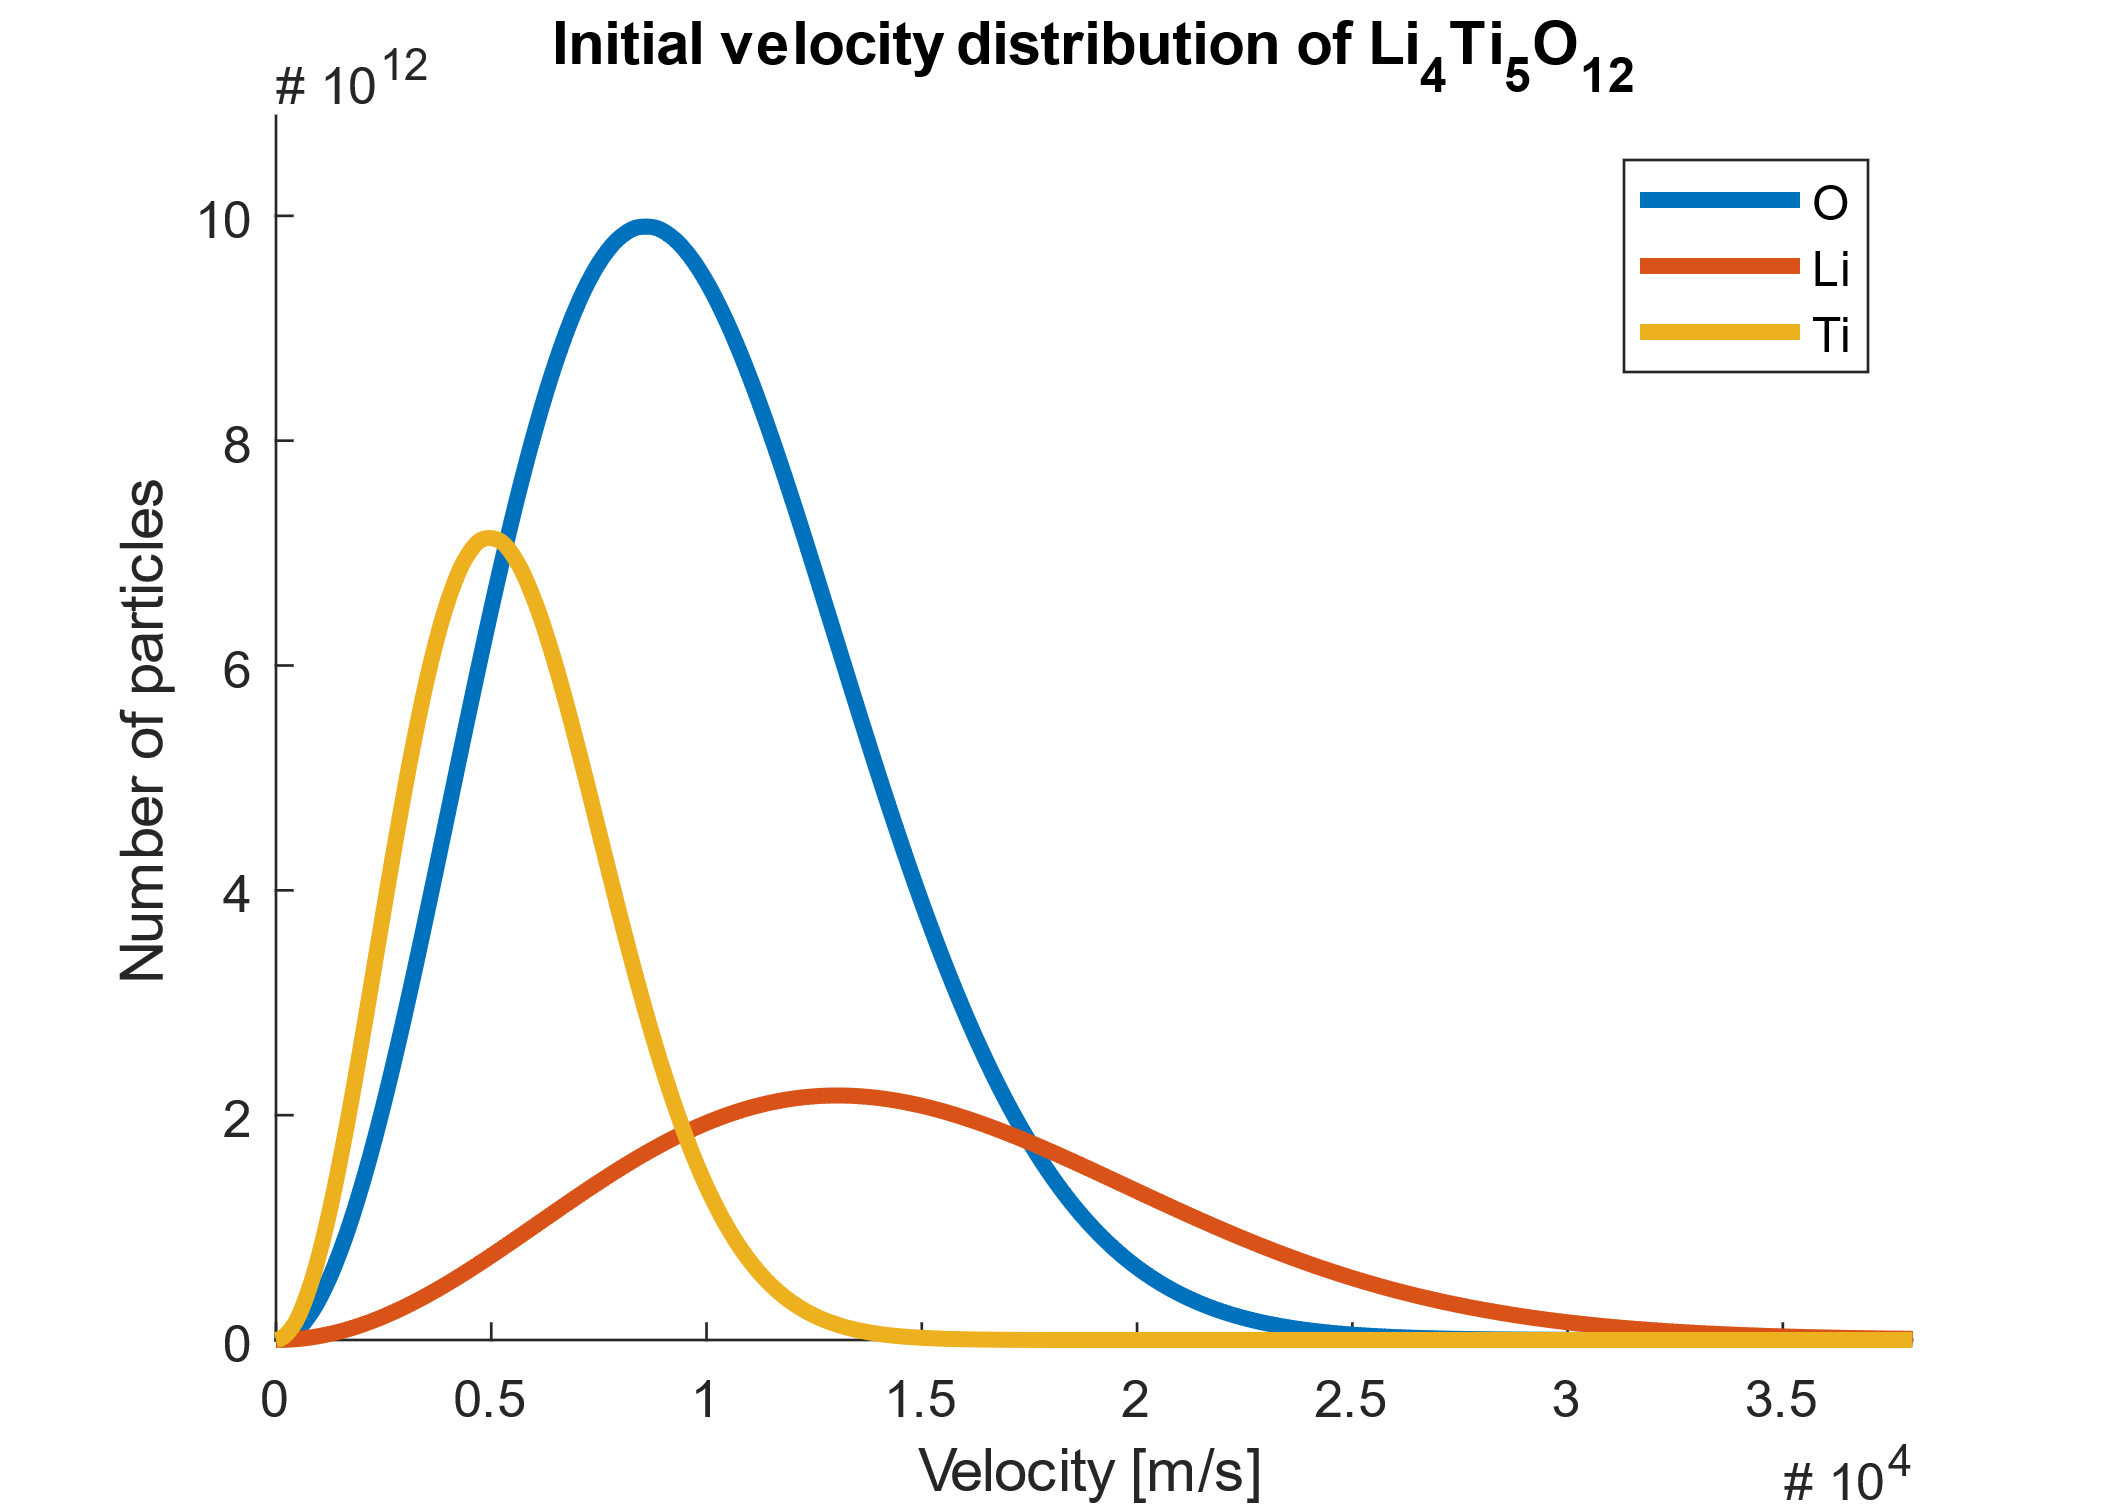 Initial velocity distribution of Li4Ti5O12
# 10^12
O
Li
Ti
10
8
6
4
2
0
Number of particles
0 0.5 1 1.5 2 2.5 3 3.5
Velocity [m/s]
# 10^4